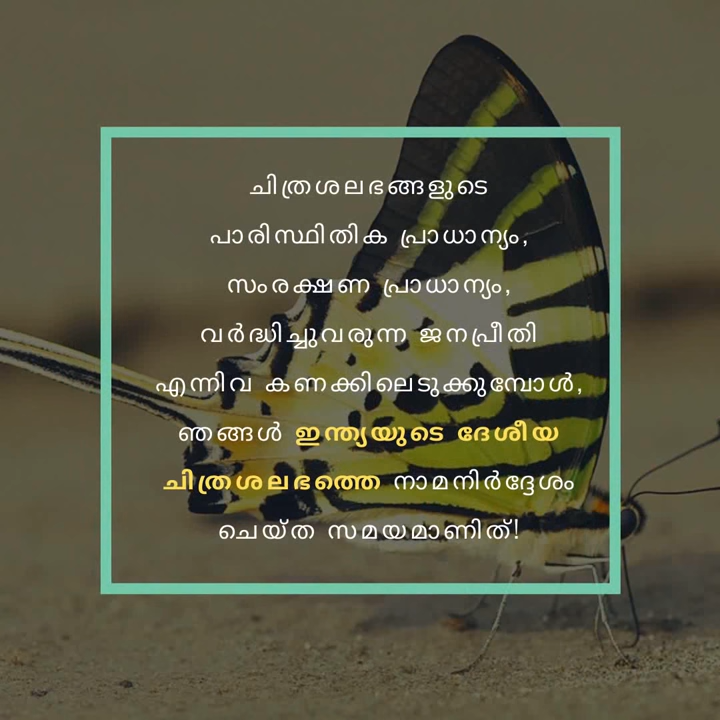 ചിത്രശലഭങ്ങളുടെ
പാരിസ്ഥിതിക പ്രാധാന്യം,
സംരക്ഷണ പ്രാധാന്യം,
വർദ്ധിച്ചുവരുന്ന ജനപ്രീതി
എന്നിവ കണക്കിലെടുക്കുമ്പോൾ,
ഞങ്ങൾ ഇന്ത്യയുടെ ദേശീയ
ചിത്രശലഭത്തെ നാമനിർദ്ദേശം
ചെയ്ത സമയമാണിത്!